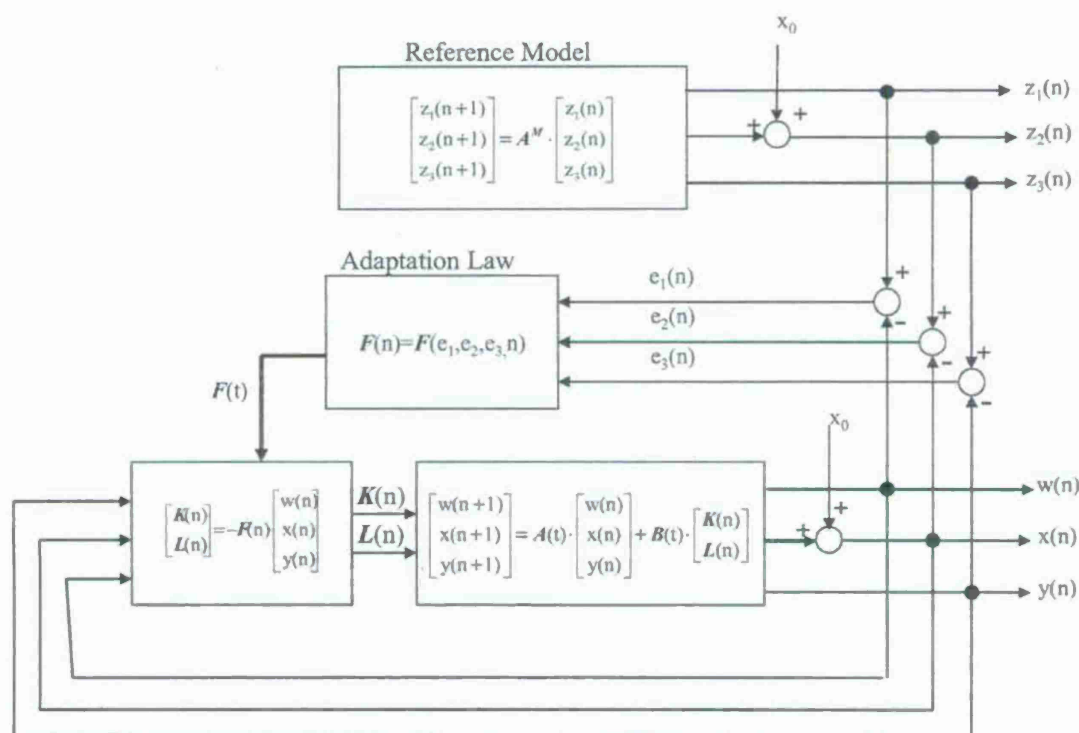 x₀
Reference Model
[z₁(n+1) z₂(n+1) z₃(n+1)] = Aᴹ · [z₁(n) z₂(n) z₃(n)]
+ +
z₁(n)
z₂(n)
z₃(n)
Adaptation Law
F(n)=F(e₁,e₂,e₃,n)
e₁(n)
e₂(n)
e₃(n)
+ -
+ -
+ -
F(t)
x₀
[K(n) L(n)] = -F(n) · [w(n) x(n) y(n)]
K(n)
L(n)
[w(n+1) x(n+1) y(n+1)] = A(t) · [w(n) x(n) y(n)] + B(t) · [K(n) L(n)]
+ +
w(n)
x(n)
y(n)